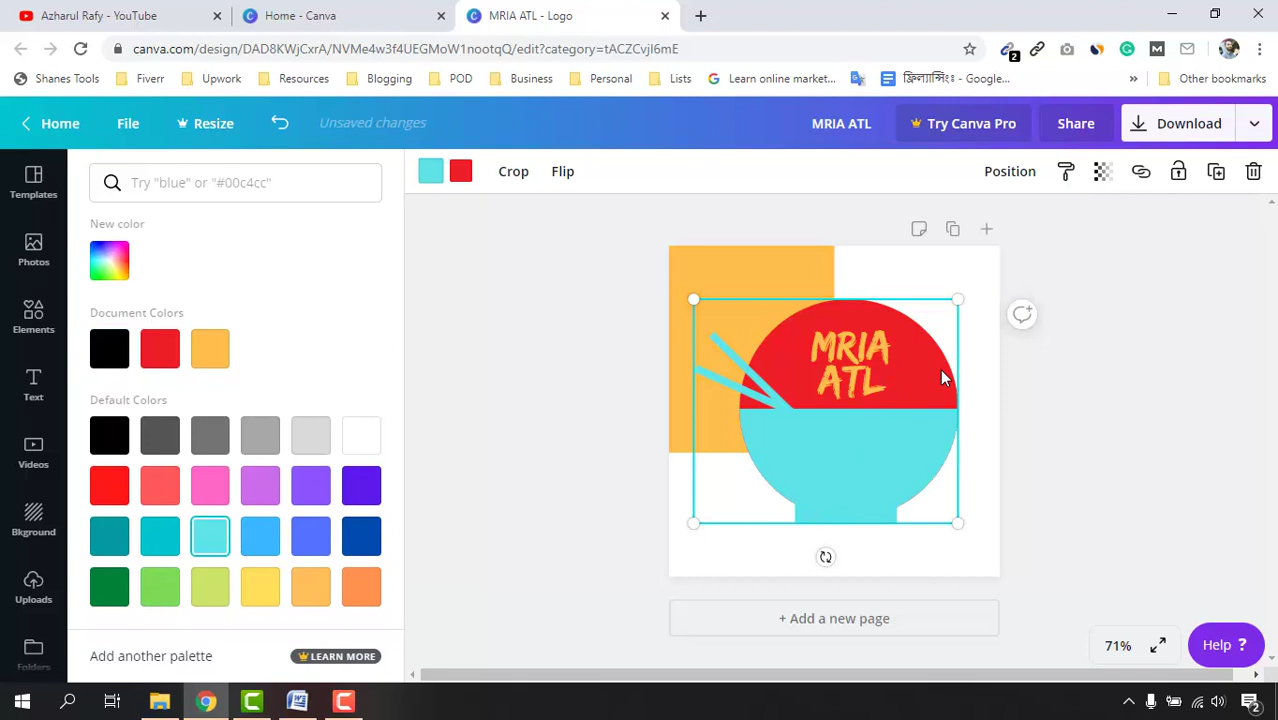 Azharul Rafy - YouTube
Home - Canva
MRIA ATL - Logo
canva.com/design/DAD8KWjCxrA/NVMe4w3f4UEGMoW1nootqQ/edit?category=tACZCvjI6mE
2
Shanes Tools
Fiverr
Upwork
Resources
Blogging
POD
Business
Personal
Lists
Learn online market...
ফ্রিল্যান্সিং - Google...
Other bookmarks
Home
File
Resize
Unsaved changes
MRIA ATL
Try Canva Pro
Share
Download
Try "blue" or "#00c4cc"
Crop
Flip
Position
Templates
Photos
Elements
Text
Videos
Bkground
Uploads
Folders
New color
Document Colors
Default Colors
Add another palette
LEARN MORE
MRIA
ATL
+ Add a new page
71%
Help ?
2